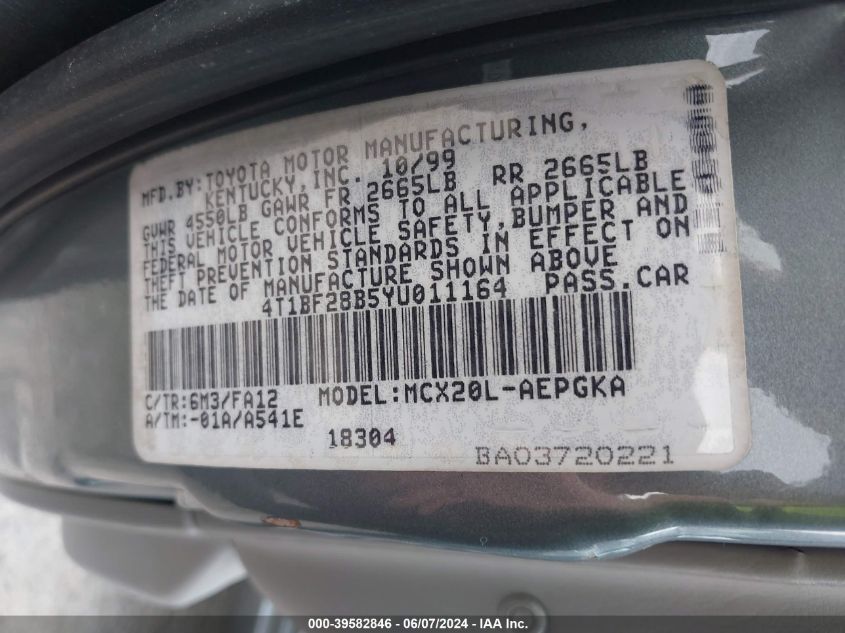 MFD.BY:TOYOTA MOTOR MANUFACTURING,
KENTUCKY,INC. 10/99
GVWR 4550LB GAWR FR 2665LB RR 2665LB
THIS VEHICLE CONFORMS TO ALL APPLICABLE
FEDERAL MOTOR VEHICLE SAFETY,BUMPER AND
THEFT PREVENTION STANDARDS IN EFFECT ON
THE DATE OF MANUFACTURE SHOWN ABOVE
4T1BF28B5YU011164 PASS.CAR
C/TR:6M3/FA12 MODEL:MCX20L-AEPGKA
A/TM:-01A/A541E
18304
BA03720221
000-39582846 - 06/07/2024 - IAA Inc.